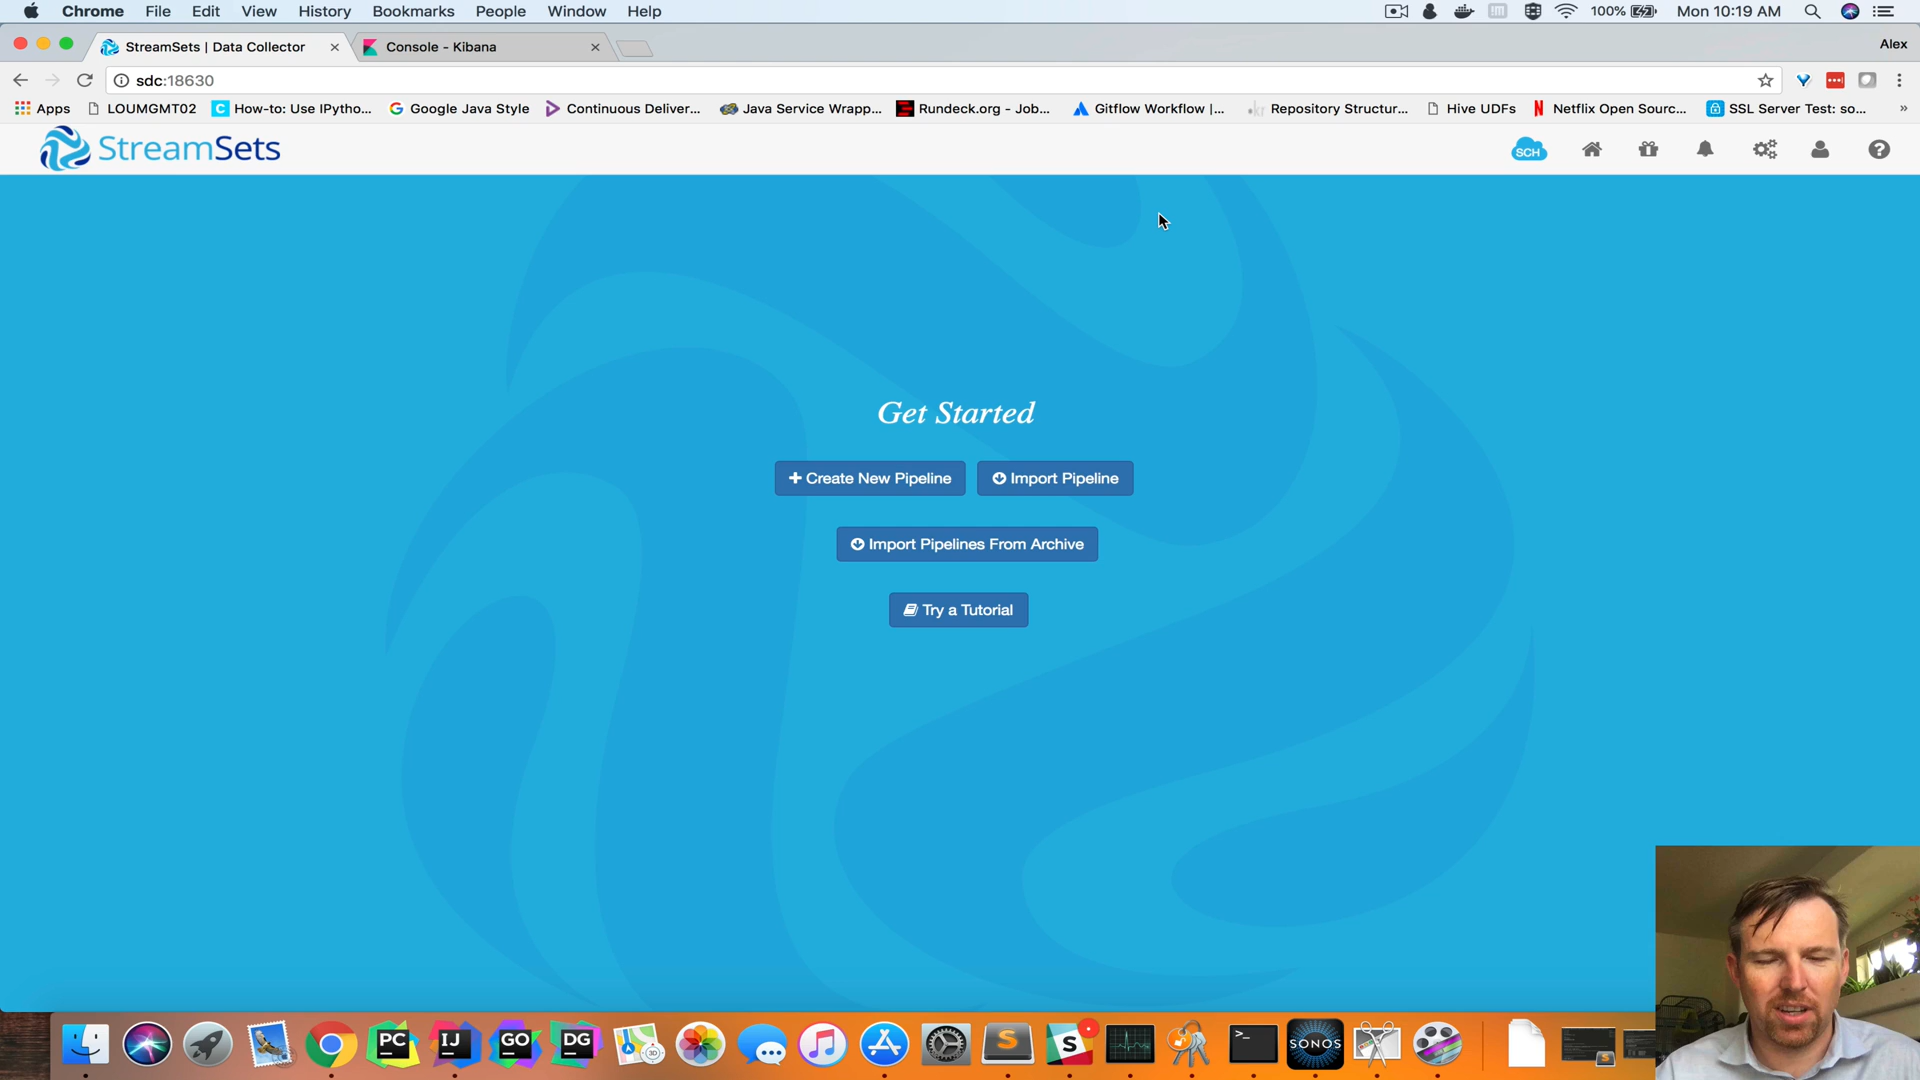 Chrome File Edit View History Bookmarks People Window Help 100% Mon 10:19 AM
StreamSets | Data Collector Console - Kibana Alex
sdc:18630
Apps LOUMGMT02 How-to: Use IPytho... Google Java Style Continuous Deliver... Java Service Wrapp... Rundeck.org - Job... Gitflow Workflow |... Repository Structur... Hive UDFs Netflix Open Sourc... SSL Server Test: so... »
StreamSets SCH
Get Started
Create New Pipeline Import Pipeline
Import Pipelines From Archive
Try a Tutorial
PC IJ GO DG 3D S S >_ SONOS